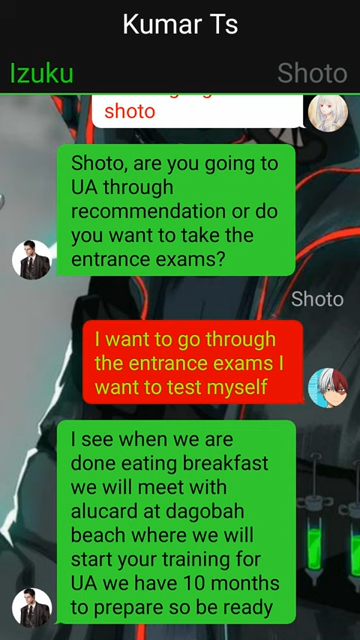 Kumar Ts
Izuku
Shoto
shoto
Shoto, are you going to
UA through
recommendation or do
you want to take the
entrance exams?
Shoto
I want to go through
the entrance exams I
want to test myself
I see when we are
done eating breakfast
we will meet with
alucard at dagobah
beach where we will
start your training for
UA we have 10 months
to prepare so be ready